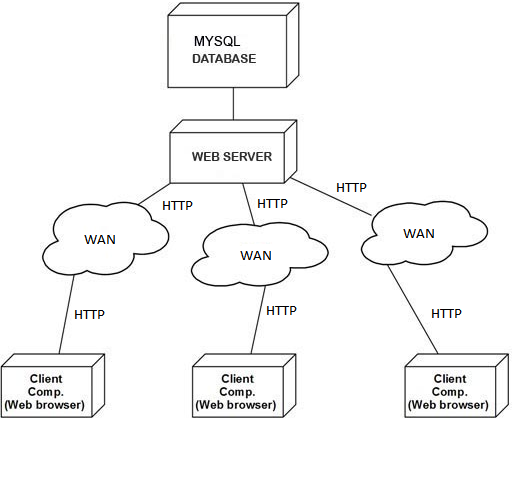 MYSQL
DATABASE
WEB SERVER
HTTP
HTTP
HTTP
WAN
WAN
WAN
HTTP
HTTP
HTTP
Client
Comp.
(Web browser)
Client
Comp.
(Web browser)
Client
Comp.
(Web browser)